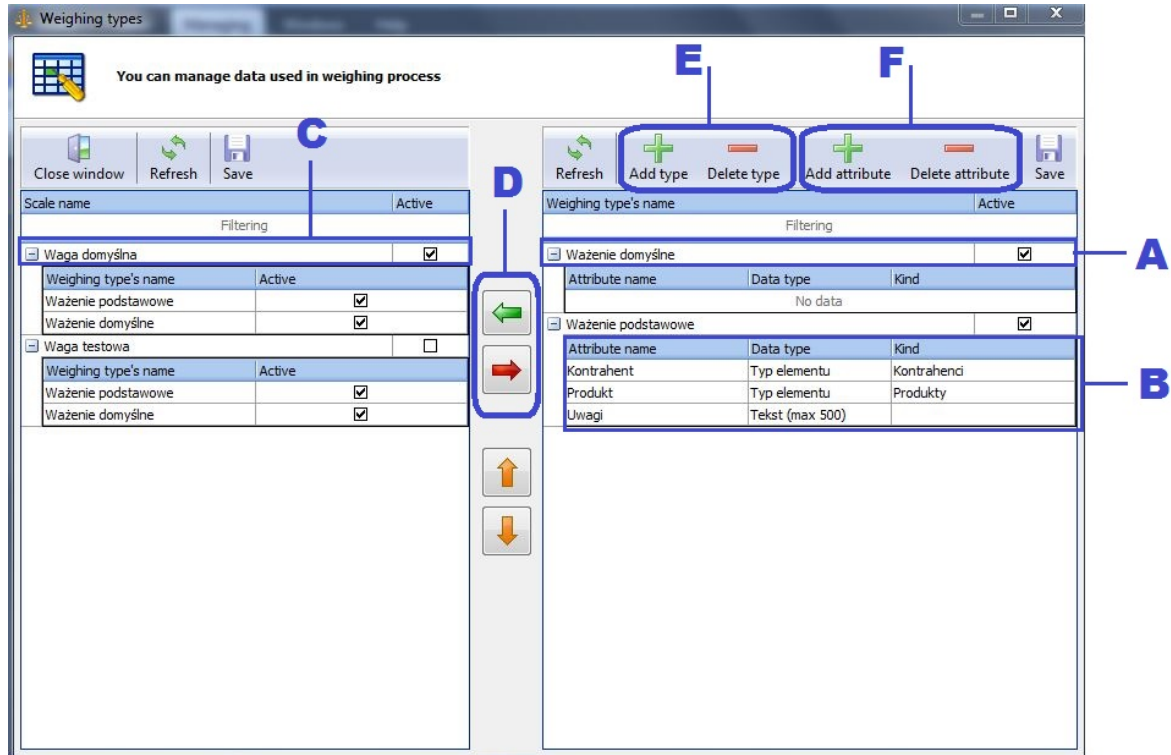 Weighing types
You can manage data used in weighing process
E
F
C
D
Close window Refresh Save
Refresh Add type Delete type Add attribute Delete attribute Save
Scale name Active
Filtering
Waga domyślna
Weighing type's name Active
Ważenie podstawowe
Ważenie domyślne
Waga testowa
Weighing type's name Active
Ważenie podstawowe
Ważenie domyślne
Weighing type's name Active
Filtering
Ważenie domyślne
A
Attribute name Data type Kind
No data
Ważenie podstawowe
Attribute name Data type Kind
Kontrahent Typ elementu Kontrahenci
Produkt Typ elementu Produkty
B
Uwagi Tekst (max 500)